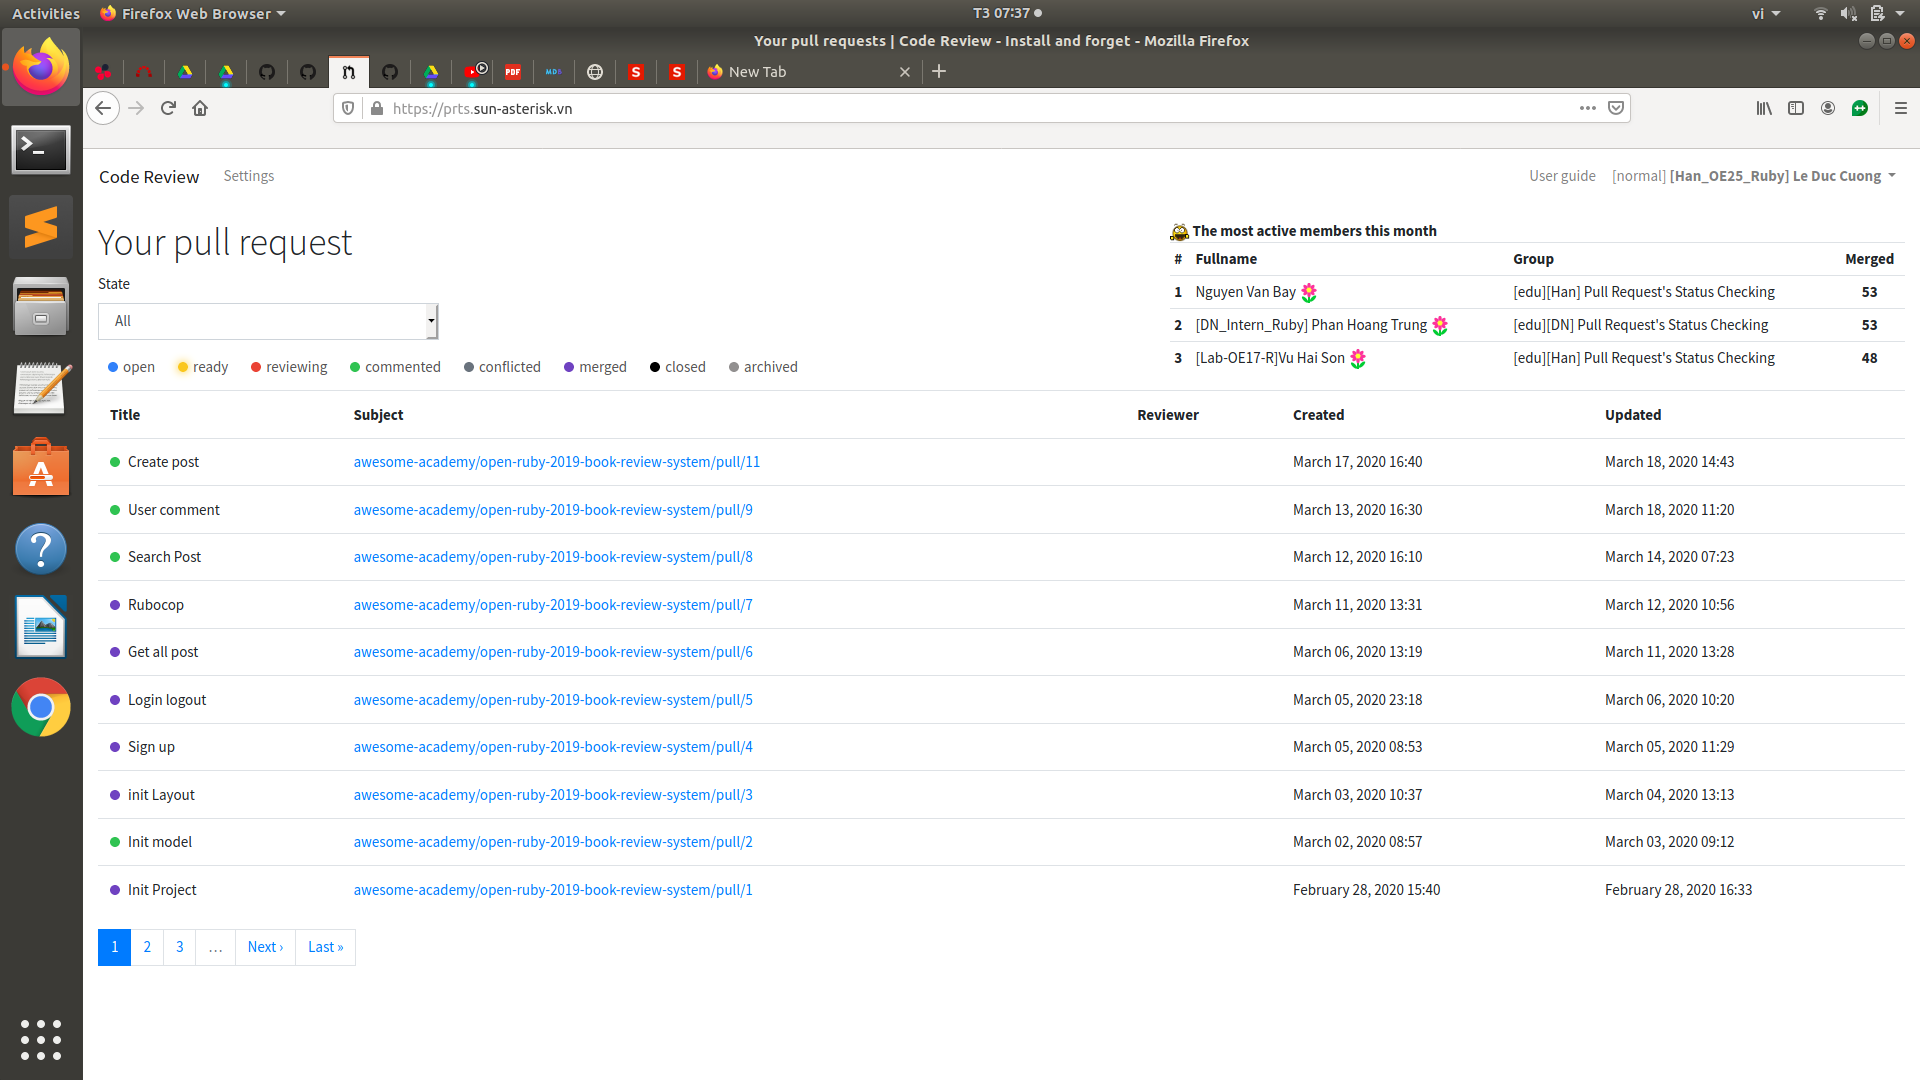 Activities Firefox Web Browser T3 07:37 vi
Your pull requests | Code Review - Install and forget - Mozilla Firefox
PDF MDB S S New Tab
https://prts.sun-asterisk.vn
Code Review Settings User guide [normal] [Han_OE25_Ruby] Le Duc Cuong
Your pull request
State
All
open ready reviewing commented conflicted merged closed archived
The most active members this month
# Fullname Group Merged
1 Nguyen Van Bay [edu][Han] Pull Request's Status Checking 53
2 [DN_Intern_Ruby] Phan Hoang Trung [edu][DN] Pull Request's Status Checking 53
3 [Lab-OE17-R]Vu Hai Son [edu][Han] Pull Request's Status Checking 48
Title Subject Reviewer Created Updated
Create post awesome-academy/open-ruby-2019-book-review-system/pull/11 March 17, 2020 16:40 March 18, 2020 14:43
User comment awesome-academy/open-ruby-2019-book-review-system/pull/9 March 13, 2020 16:30 March 18, 2020 11:20
Search Post awesome-academy/open-ruby-2019-book-review-system/pull/8 March 12, 2020 16:10 March 14, 2020 07:23
Rubocop awesome-academy/open-ruby-2019-book-review-system/pull/7 March 11, 2020 13:31 March 12, 2020 10:56
Get all post awesome-academy/open-ruby-2019-book-review-system/pull/6 March 06, 2020 13:19 March 11, 2020 13:28
Login logout awesome-academy/open-ruby-2019-book-review-system/pull/5 March 05, 2020 23:18 March 06, 2020 10:20
Sign up awesome-academy/open-ruby-2019-book-review-system/pull/4 March 05, 2020 08:53 March 05, 2020 11:29
init Layout awesome-academy/open-ruby-2019-book-review-system/pull/3 March 03, 2020 10:37 March 04, 2020 13:13
Init model awesome-academy/open-ruby-2019-book-review-system/pull/2 March 02, 2020 08:57 March 03, 2020 09:12
Init Project awesome-academy/open-ruby-2019-book-review-system/pull/1 February 28, 2020 15:40 February 28, 2020 16:33
1 2 3 … Next › Last »